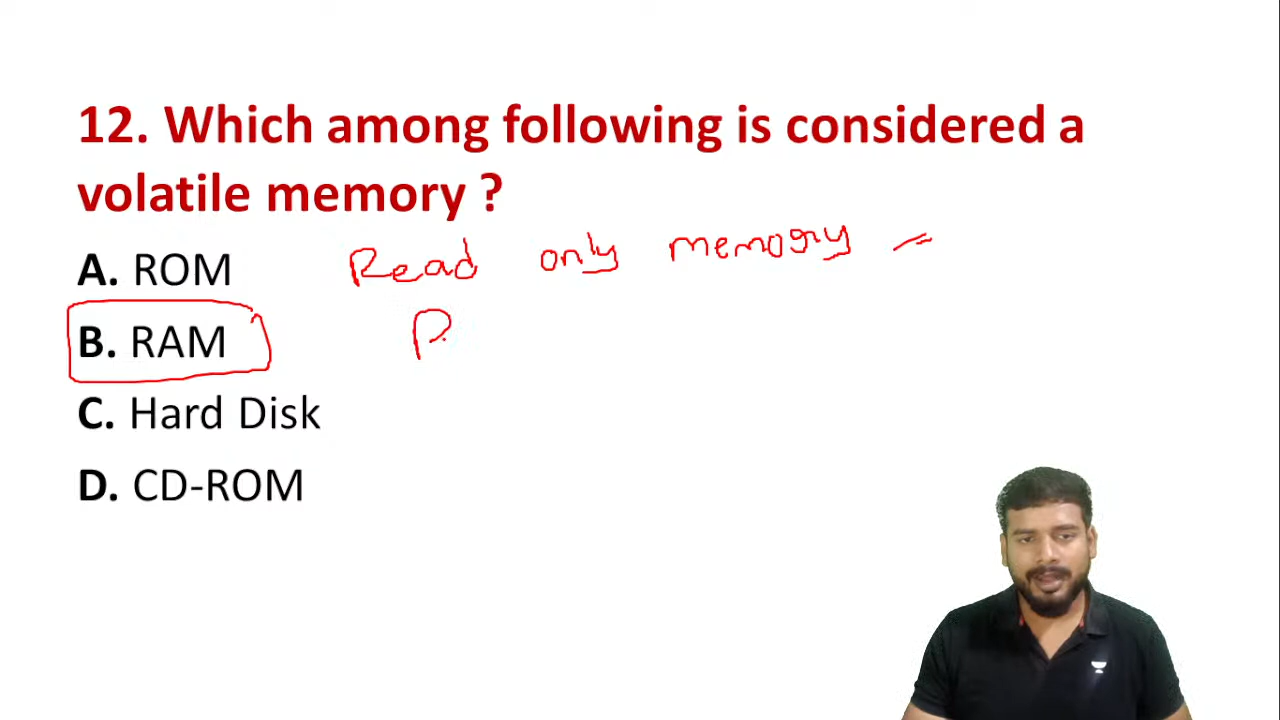 12. Which among following is considered a
volatile memory ?
A. ROM Read only memory =
B. RAM R
C. Hard Disk
D. CD-ROM